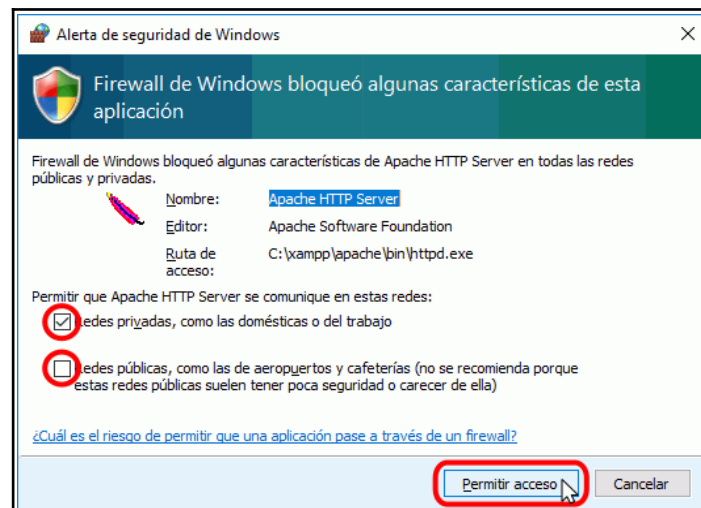 Alerta de seguridad de Windows
Firewall de Windows bloqueó algunas características de esta
aplicación
Firewall de Windows bloqueó algunas características de Apache HTTP Server en todas las redes
públicas y privadas.
Nombre: Apache HTTP Server
Editor: Apache Software Foundation
Ruta de C:\xampp\apache\bin\httpd.exe
acceso:
Permitir que Apache HTTP Server se comunique en estas redes:
Redes privadas, como las domésticas o del trabajo
Redes públicas, como las de aeropuertos y cafeterías (no se recomienda porque
estas redes públicas suelen tener poca seguridad o carecer de ella)
¿Cuál es el riesgo de permitir que una aplicación pase a través de un firewall?
Permitir acceso Cancelar